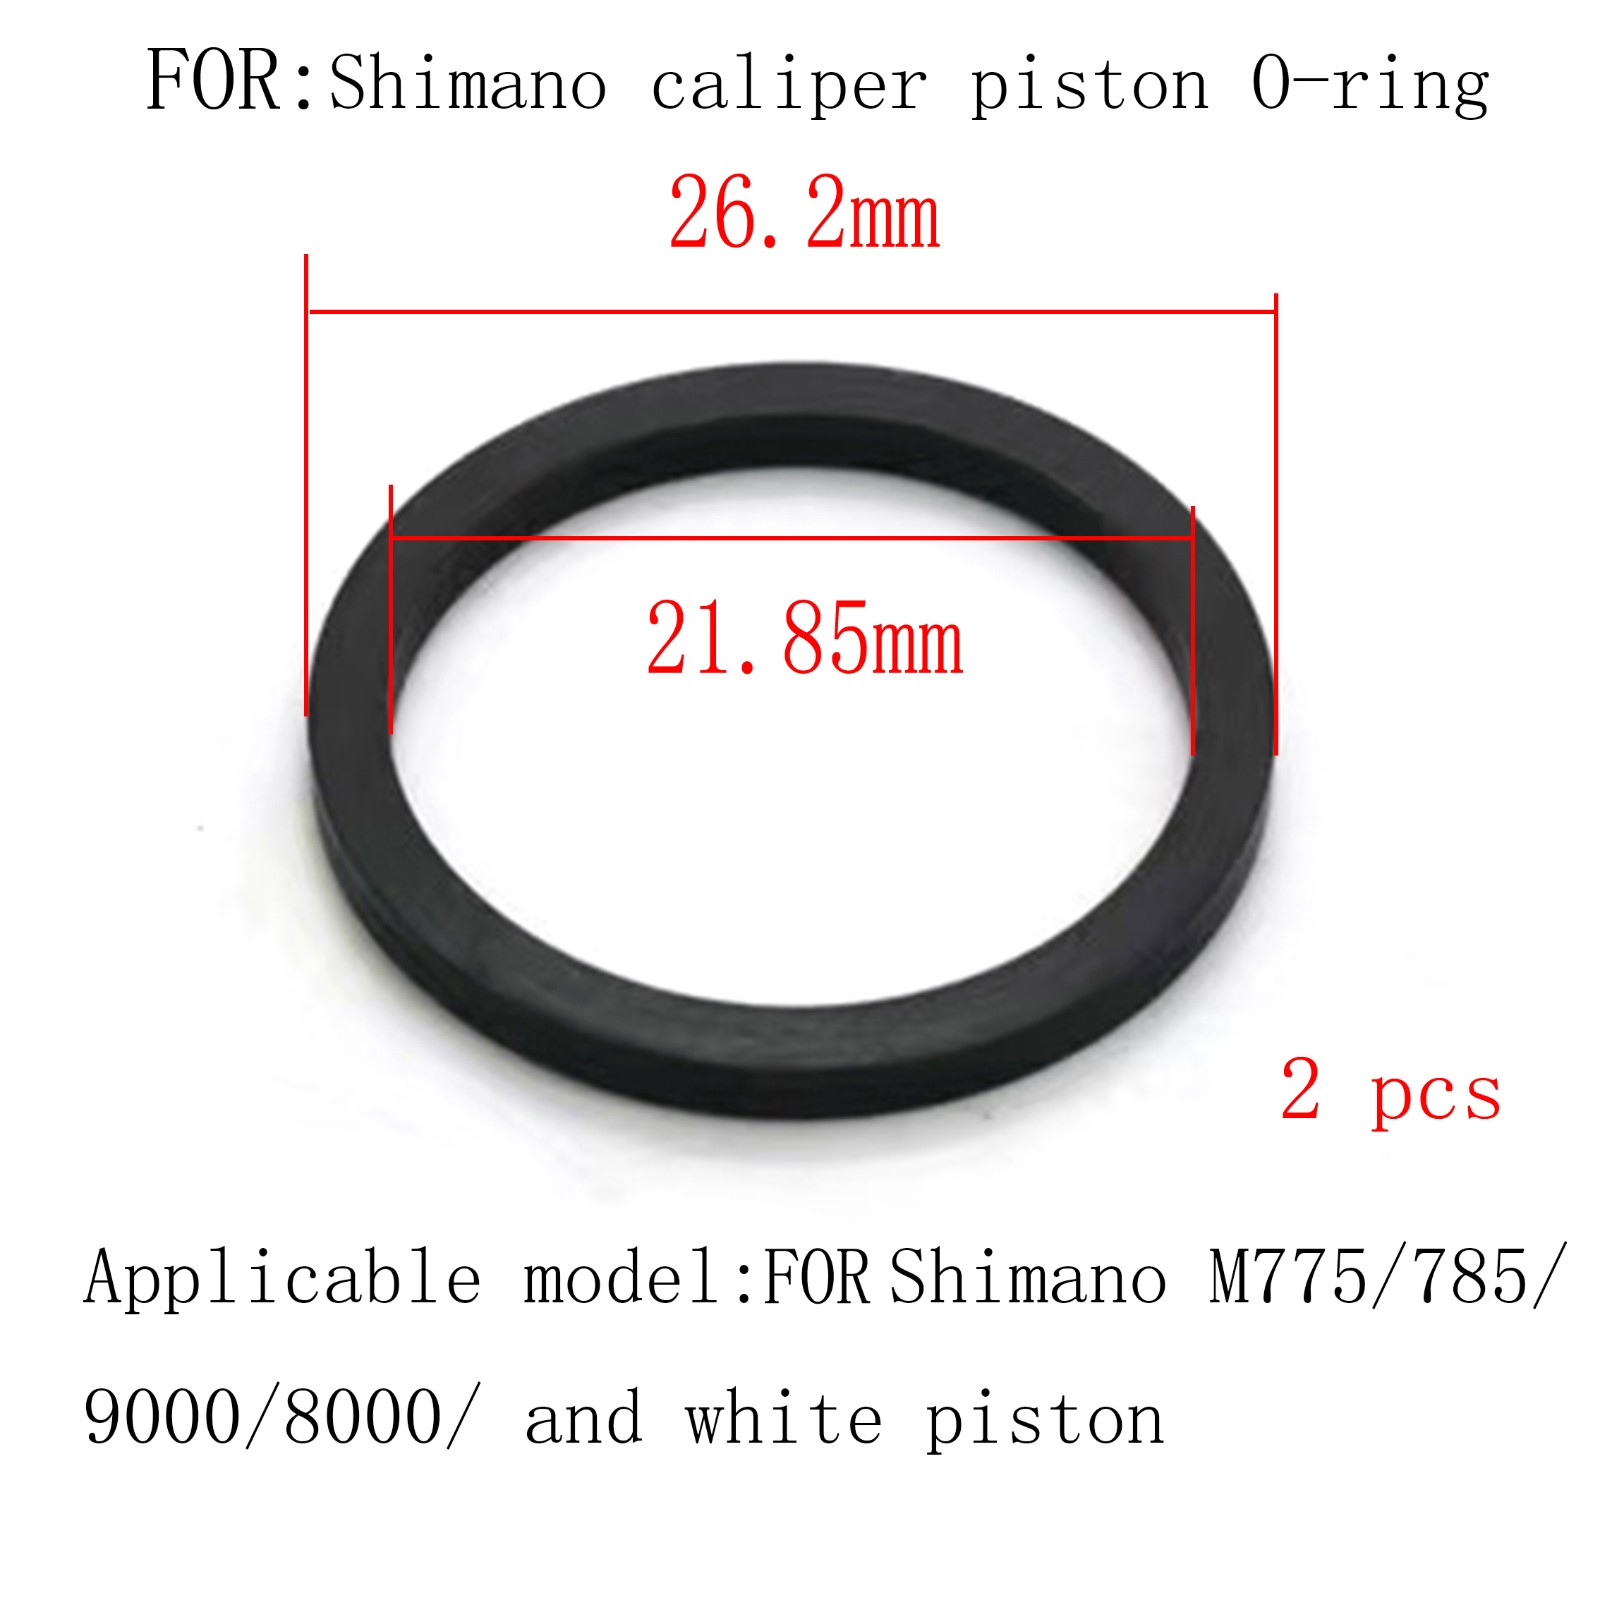 FOR:Shimano caliper piston O-ring
26.2mm
21.85mm
2 pcs
Applicable model:FOR Shimano M775/785/
9000/8000/ and white piston